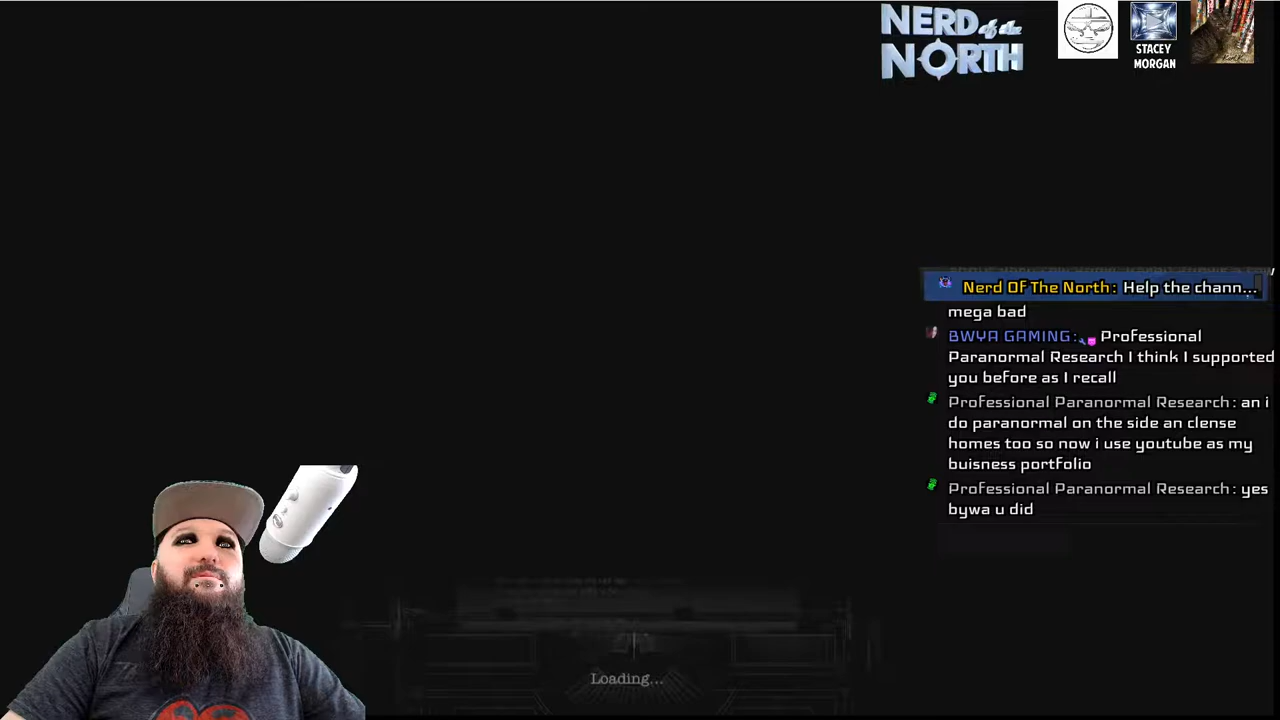 NERD of the
NORTH
STACEY
MORGAN
Nerd Of The North: Help the chann...
mega bad
BWYA GAMING: Professional
Paranormal Research I think I supported
you before as I recall
Professional Paranormal Research: an i
do paranormal on the side an clense
homes too so now i use youtube as my
buisness portfolio
Professional Paranormal Research: yes
bywa u did
Loading...